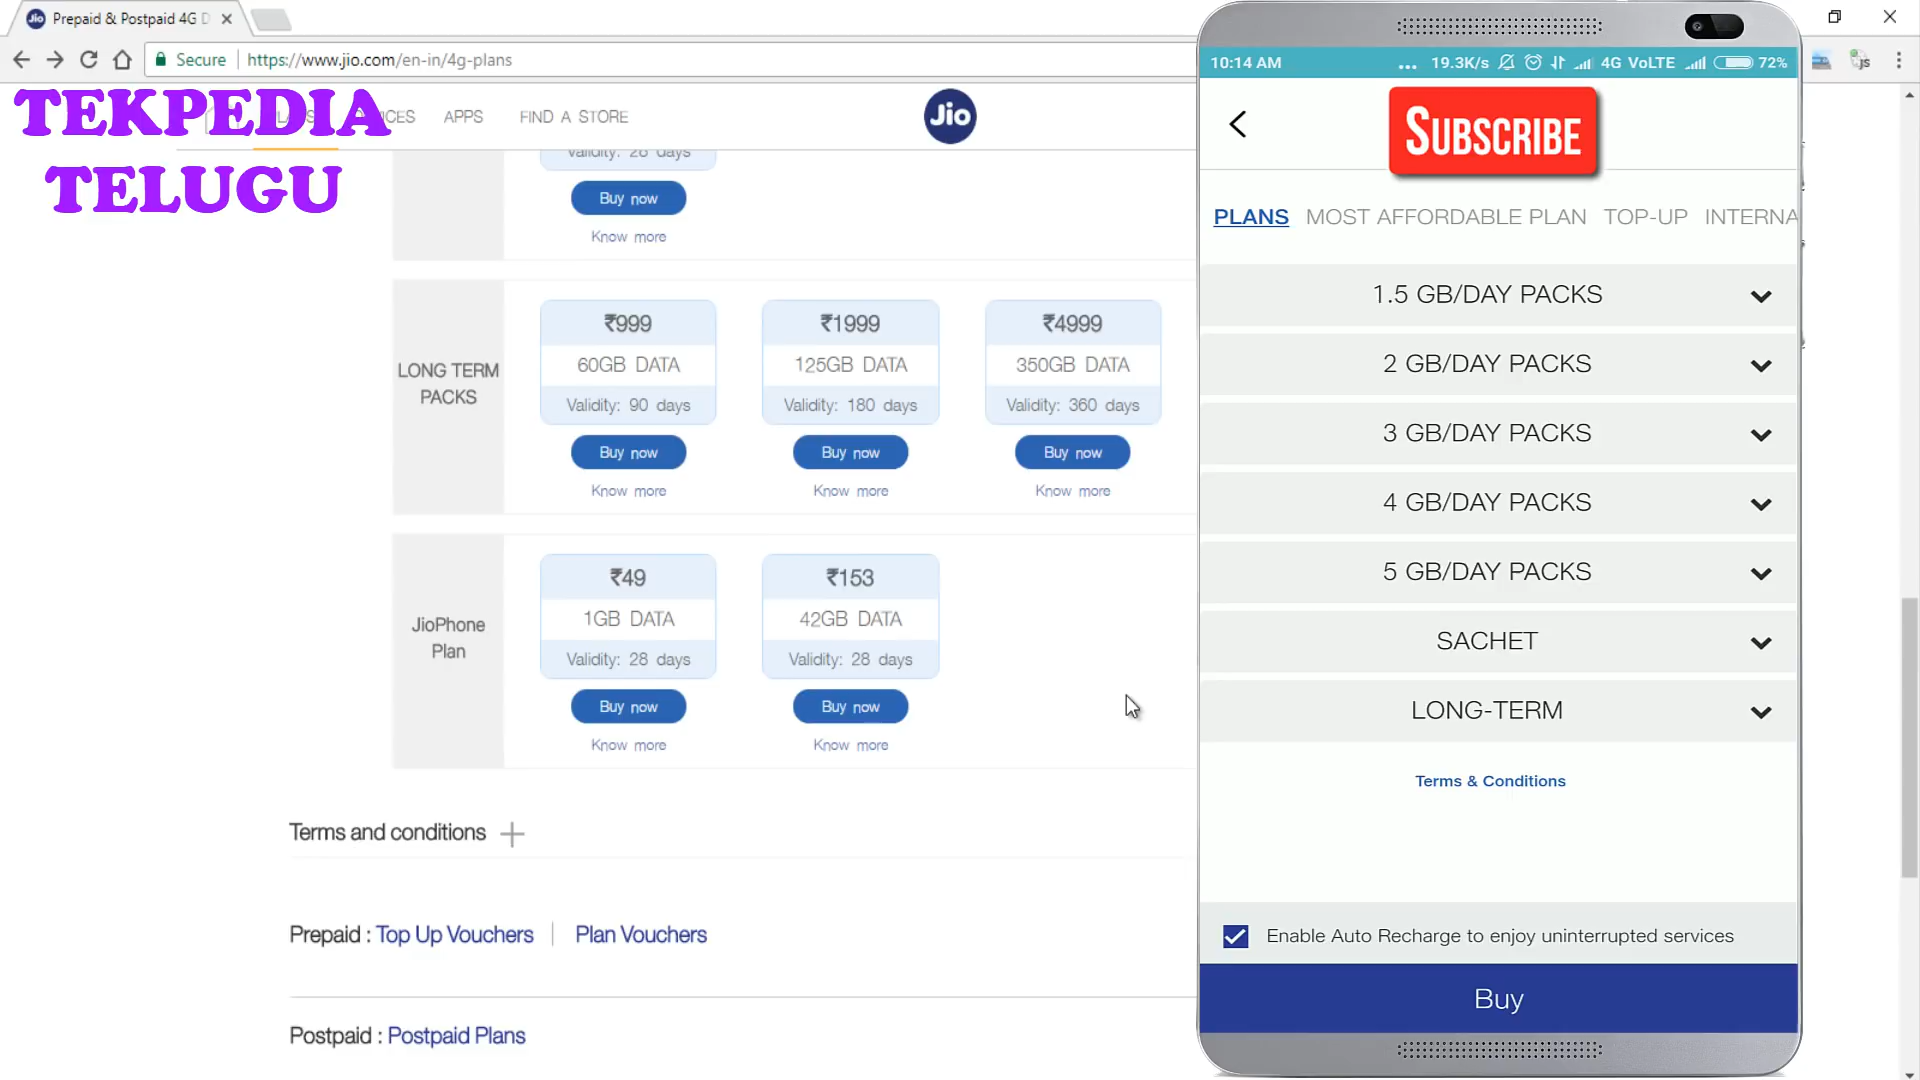 Jio Prepaid & Postpaid 4G D
Secure https://www.jio.com/en-in/4g-plans
TEKPEDIA
TELUGU
APPS FIND A STORE
Jio
Validity: 28 days
Buy now
Know more
LONG TERM
PACKS
₹999
60GB DATA
Validity: 90 days
Buy now
Know more
₹1999
125GB DATA
Validity: 180 days
Buy now
Know more
₹4999
350GB DATA
Validity: 360 days
Buy now
Know more
JioPhone
Plan
₹49
1GB DATA
Validity: 28 days
Buy now
Know more
₹153
42GB DATA
Validity: 28 days
Buy now
Know more
Terms and conditions
Prepaid : Top Up Vouchers Plan Vouchers
Postpaid : Postpaid Plans
10:14 AM ... 19.3K/s 4G VoLTE 72%
SUBSCRIBE
PLANS MOST AFFORDABLE PLAN TOP-UP INTERNA
1.5 GB/DAY PACKS
2 GB/DAY PACKS
3 GB/DAY PACKS
4 GB/DAY PACKS
5 GB/DAY PACKS
SACHET
LONG-TERM
Terms & Conditions
Enable Auto Recharge to enjoy uninterrupted services
Buy